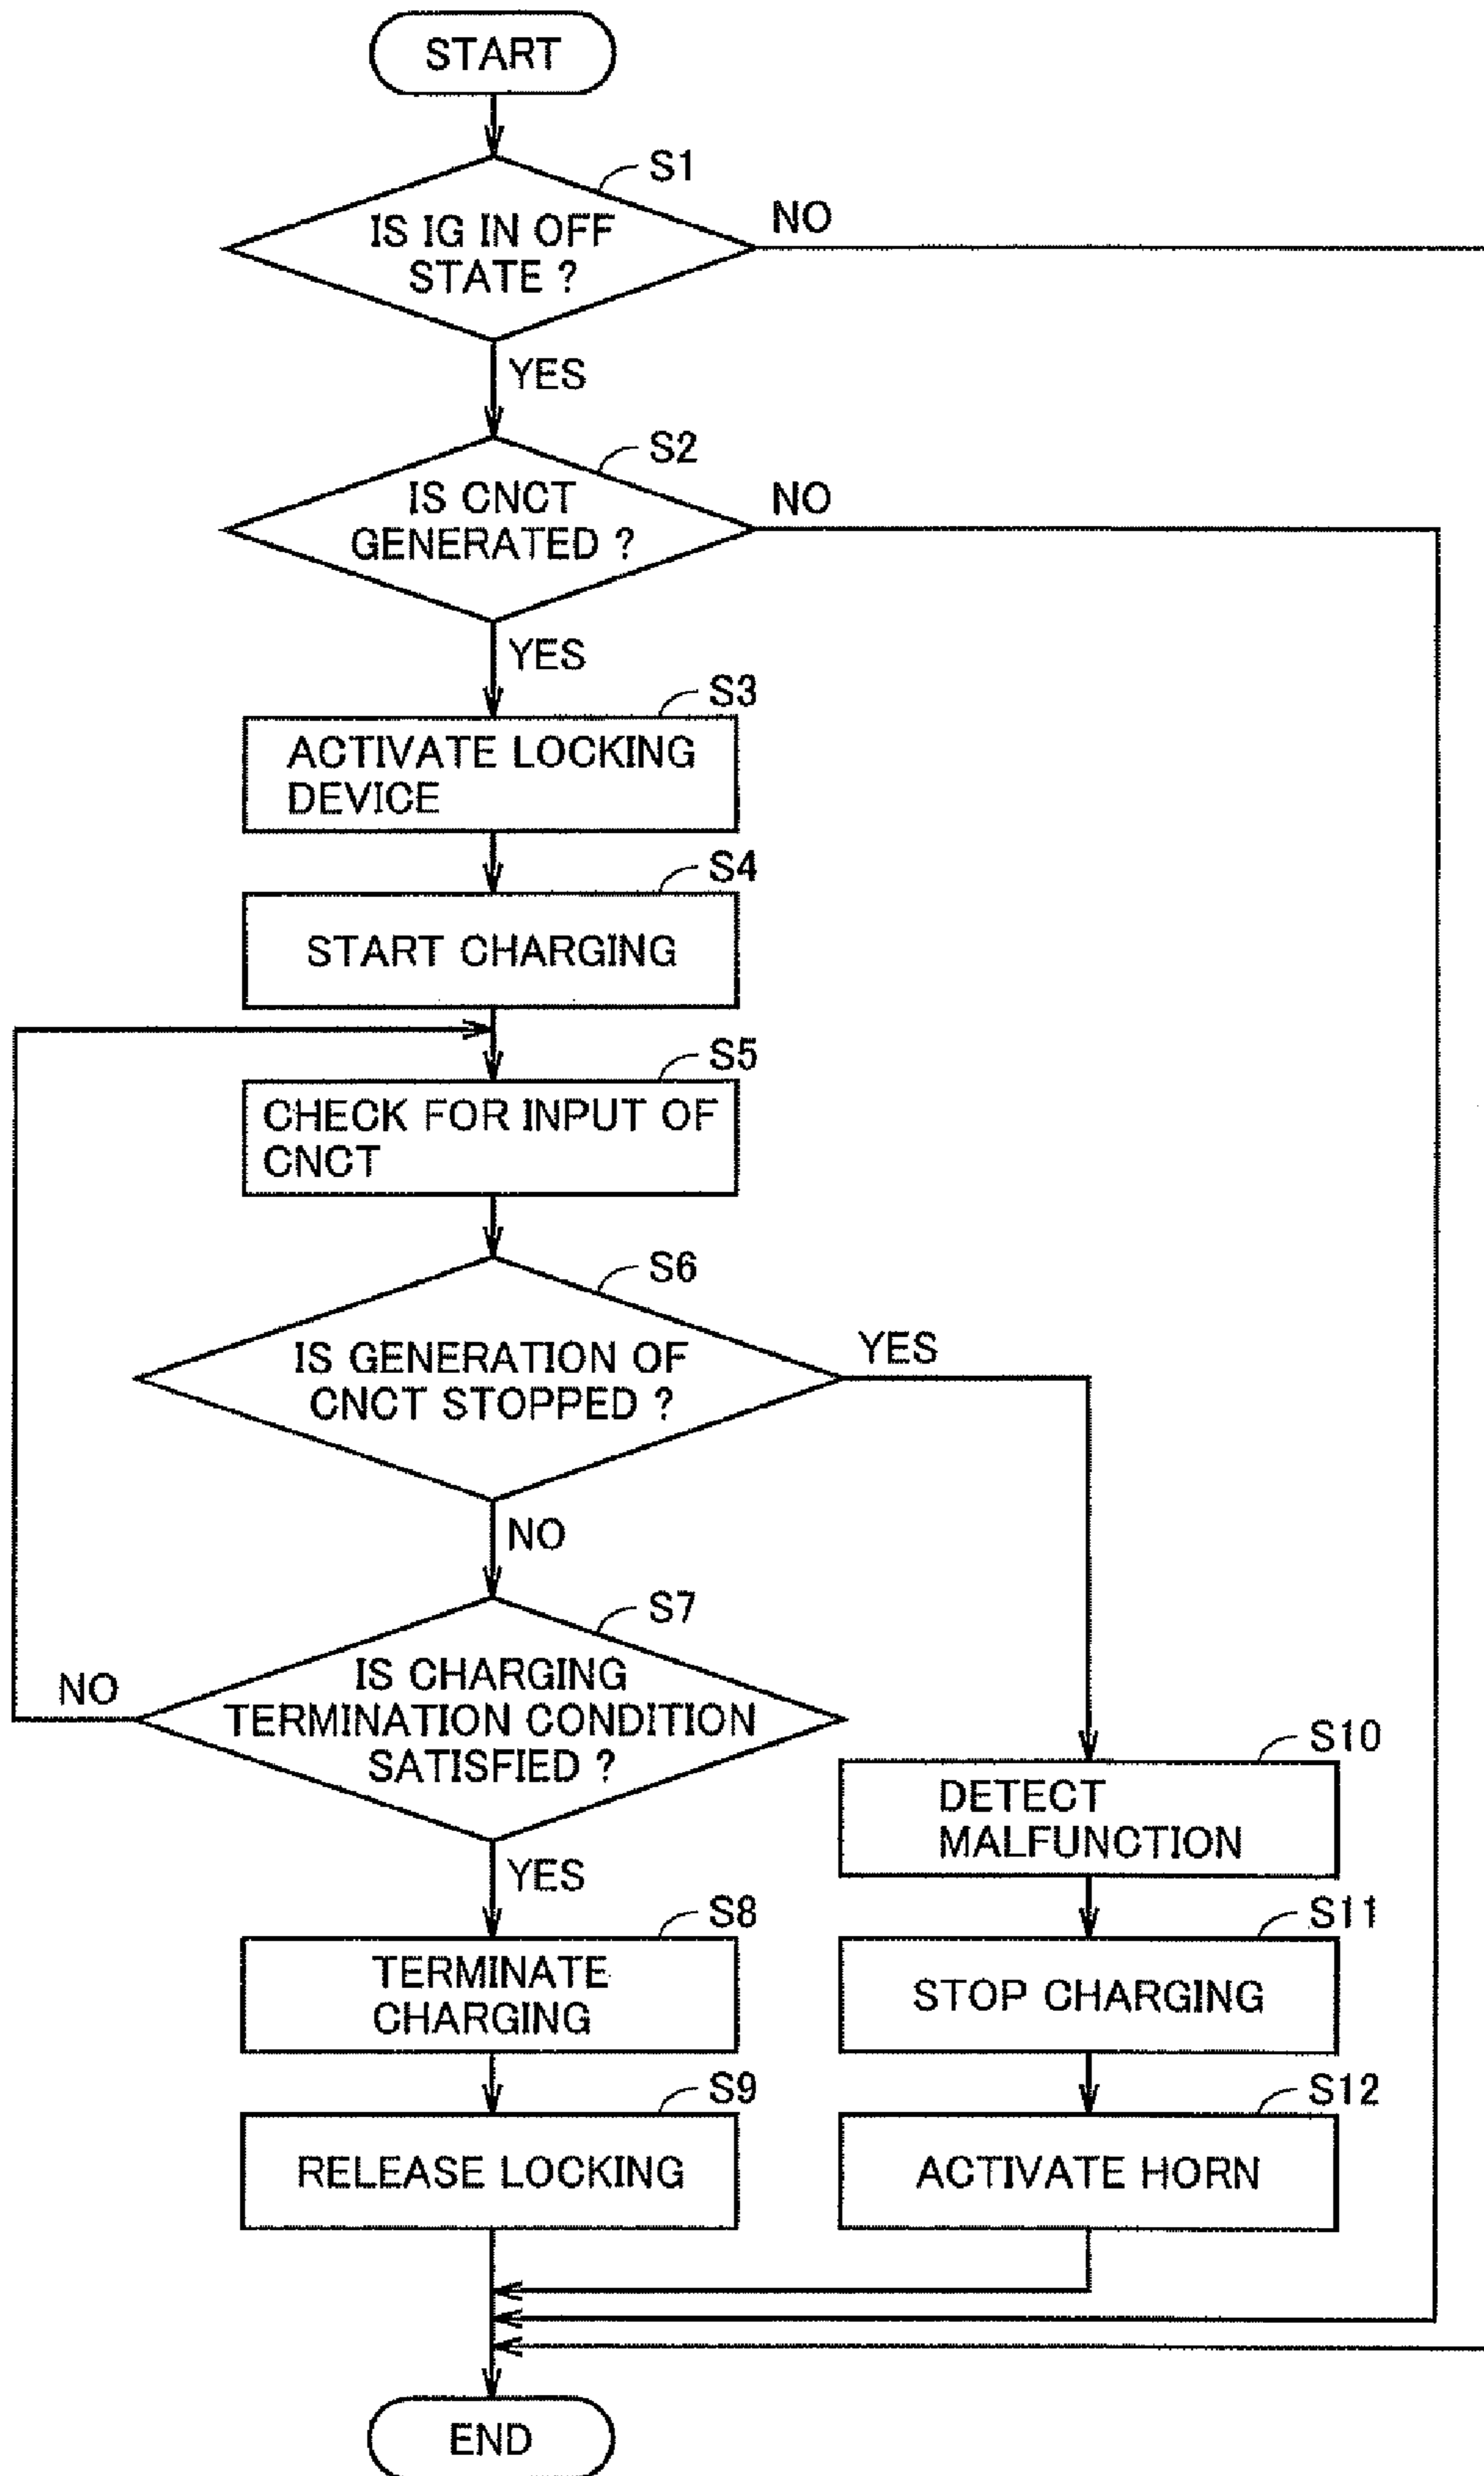 START
S1
IS IG IN OFF
STATE ?
NO
YES
S2
IS CNCT
GENERATED ?
NO
YES
S3
ACTIVATE LOCKING
DEVICE
S4
START CHARGING
S5
CHECK FOR INPUT OF
CNCT
S6
IS GENERATION OF
CNCT STOPPED ?
YES
NO
S7
IS CHARGING
TERMINATION CONDITION
SATISFIED ?
NO
YES
S8
TERMINATE
CHARGING
S9
RELEASE LOCKING
S10
DETECT
MALFUNCTION
S11
STOP CHARGING
S12
ACTIVATE HORN
END